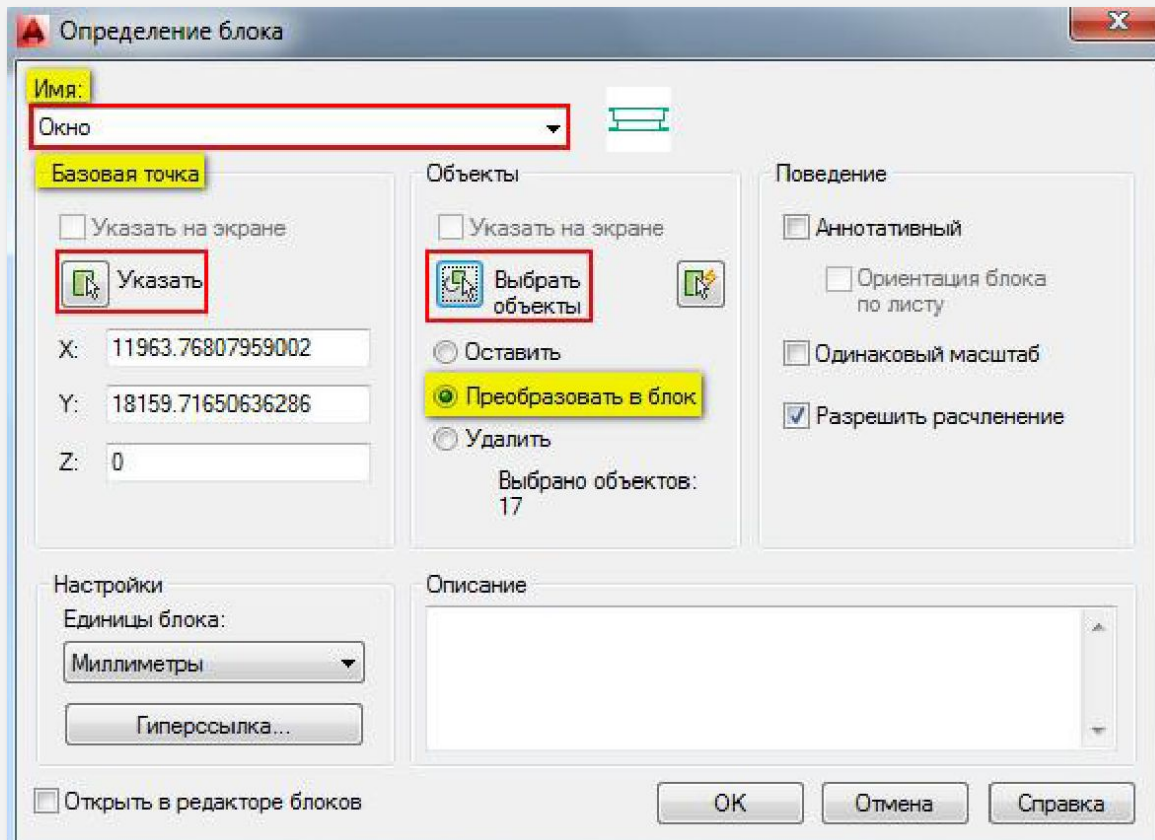 Определение блока
Имя:
Окно
Базовая точка
Указать на экране
Указать
X: 11963.76807959002
Y: 18159.71650636286
Z: 0
Объекты
Указать на экране
Выбрать
объекты
Оставить
Преобразовать в блок
Удалить
Выбрано объектов:
17
Поведение
Аннотативный
Ориентация блока
по листу
Одинаковый масштаб
Разрешить расчленение
Настройки
Единицы блока:
Миллиметры
Гиперссылка...
Описание
Открыть в редакторе блоков
OK
Отмена
Справка